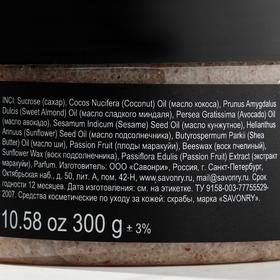 INCI: Sucrose (сахар), Cocos Nucifera (Coconut) Oil (масло кокоса), Prunus Amygdalus
Dulcis (Sweet Almond) Oil (масло сладкого миндаля), Persea Gratissima (Avocado) Oil
(масло авокадо), Sesamum Indicum (Sesame) Seed Oil (масло кунжутное), Helianthus
Annuus (Sunflower) Seed Oil (масло подсолнечника), Butyrospermum Parkii (Shea
Butter) Oil (масло ши), Passion Fruit (плоды маракуйи), Beeswax (воск пчелиный),
Sunflower Wax (воск подсолнечника), Passiflora Edulis (Passion Fruit) Extract (экстракт
маракуйи), Parfum. Изготовитель: ООО «Савонри», Россия, г. Санкт-Петербург,
Октябрьская наб., д. 50, лит. А, пом. 42-Н, www.savonry.ru, mail@savonry.ru. Срок
годности 12 месяцев. Дата изготовления: см. на этикетке. ТУ 9158-003-77755529-
2007. Средства косметические по уходу за кожей: скрабы, марка «SAVONRY».
10.58 oz 300 g ± 3%